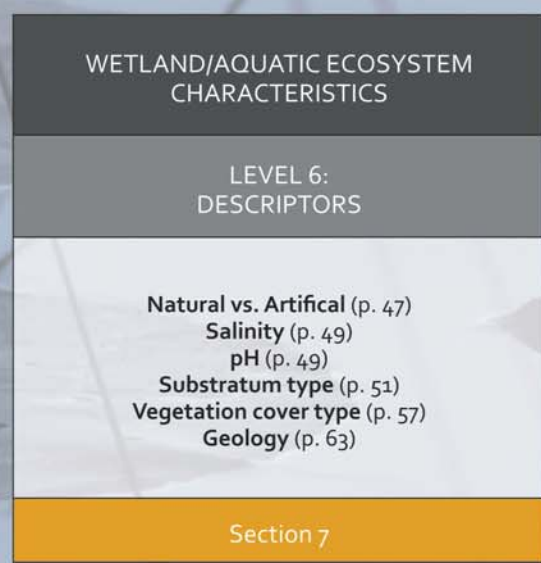 WETLAND/AQUATIC ECOSYSTEM
CHARACTERISTICS
LEVEL 6:
DESCRIPTORS
Natural vs. Artifical (p. 47)
Salinity (p. 49)
pH (p. 49)
Substratum type (p. 51)
Vegetation cover type (p. 57)
Geology (p. 63)
Section 7